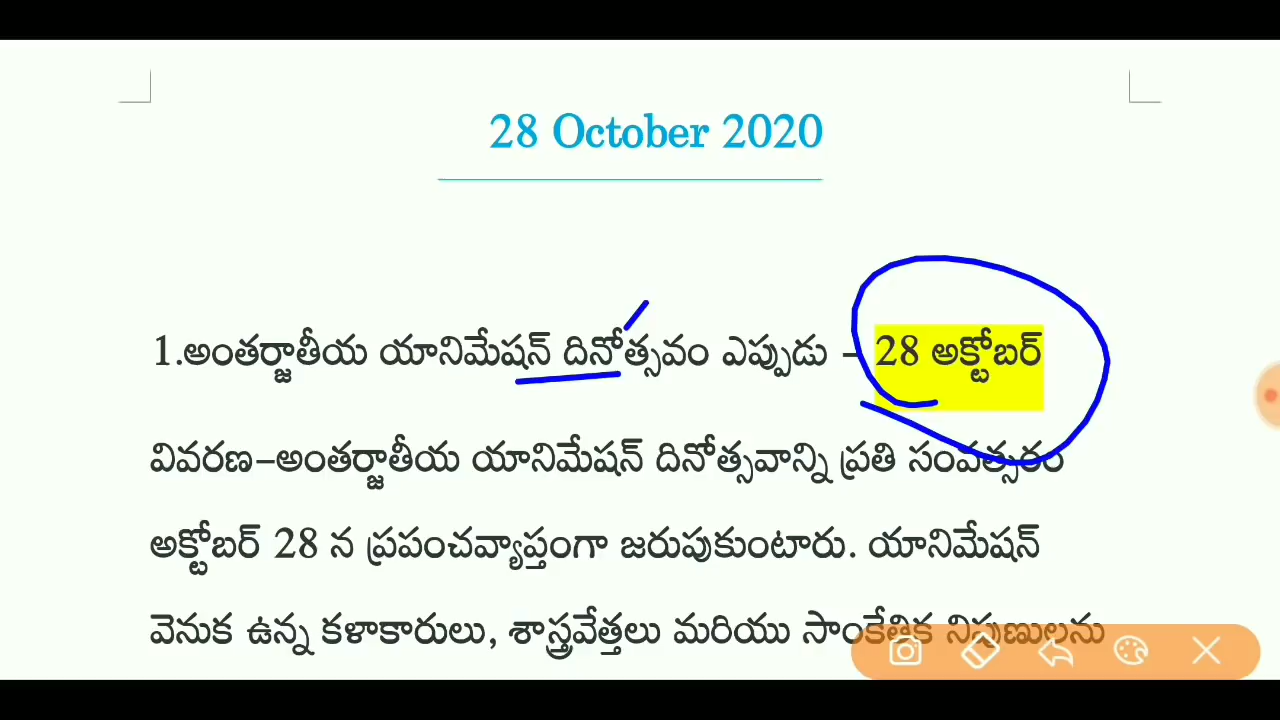 28 October 2020
1.అంతర్జాతీయ యానిమేషన్ దినోత్సవం ఎప్పుడు – 28 అక్టోబర్
వివరణ–అంతర్జాతీయ యానిమేషన్ దినోత్సవాన్ని ప్రతి సంవత్సరం
అక్టోబర్ 28 న ప్రపంచవ్యాప్తంగా జరుపుకుంటారు. యానిమేషన్
వెనుక ఉన్న కళాకారులు, శాస్త్రవేత్తలు మరియు సాంకేతిక నిపుణులను